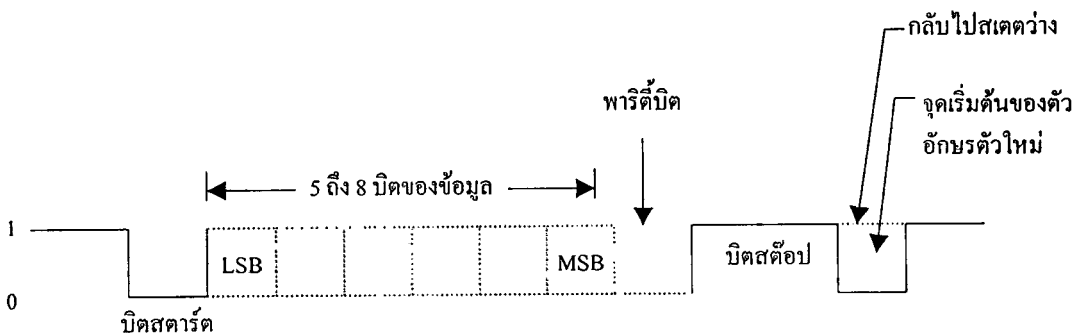 กลับไปสเตตว่าง
พาริตี้บิต
จุดเริ่มต้นของตัว
อักษรตัวใหม่
5 ถึง 8 บิตของข้อมูล
1
LSB
MSB
บิตสต๊อป
0
บิตสตาร์ต